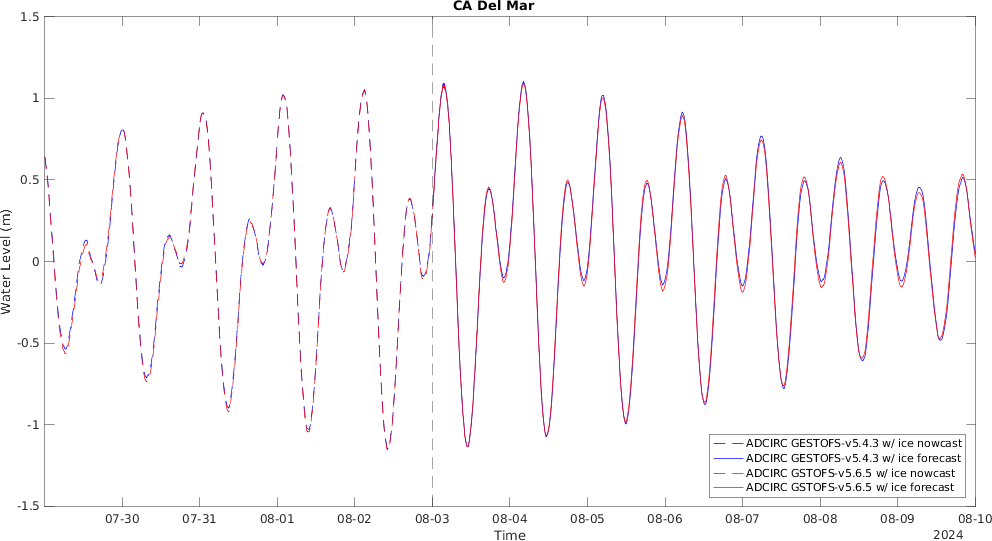 CA Del Mar
1.5
1
0.5
0
-0.5
-1
-1.5
Water Level (m)
07-30 07-31 08-01 08-02 08-03 08-04 08-05 08-06 08-07 08-08 08-09 08-10
Time
2024
ADCIRC GESTOFS-v5.4.3 w/ ice nowcast
ADCIRC GESTOFS-v5.4.3 w/ ice forecast
ADCIRC GSTOFS-v5.6.5 w/ ice nowcast
ADCIRC GSTOFS-v5.6.5 w/ ice forecast